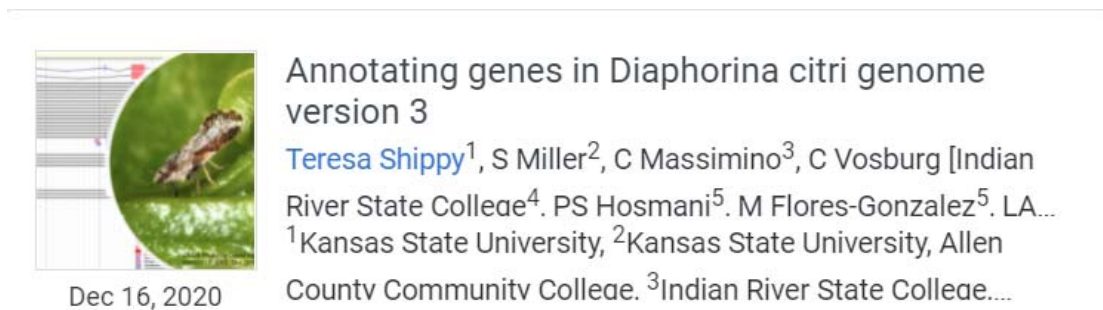 Annotating genes in Diaphorina citri genome
version 3
Teresa Shippy1, S Miller2, C Massimino3, C Vosburg [Indian
River State College4. PS Hosmani5. M Flores-Gonzalez5. LA...
1Kansas State University, 2Kansas State University, Allen
County Community College. 3Indian River State College....
Dec 16, 2020